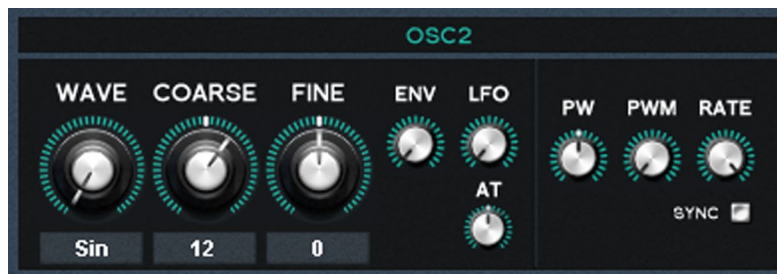 OSC2
WAVE COARSE FINE ENV LFO
PW PWM RATE
AT
SYNC
Sin 12 0